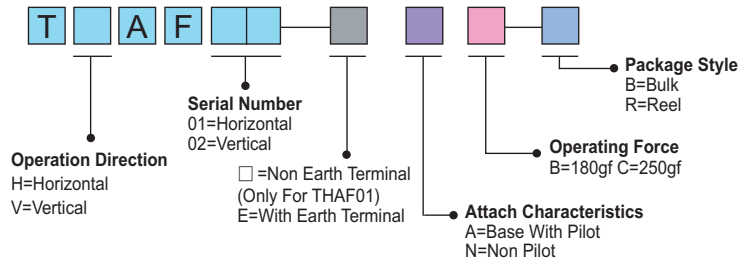 T A F
Package Style
B=Bulk
R=Reel
Serial Number
01=Horizontal
02=Vertical
Operating Force
B=180gf C=250gf
Operation Direction
H=Horizontal
V=Vertical
□ =Non Earth Terminal
(Only For THAF01)
E=With Earth Terminal
Attach Characteristics
A=Base With Pilot
N=Non Pilot